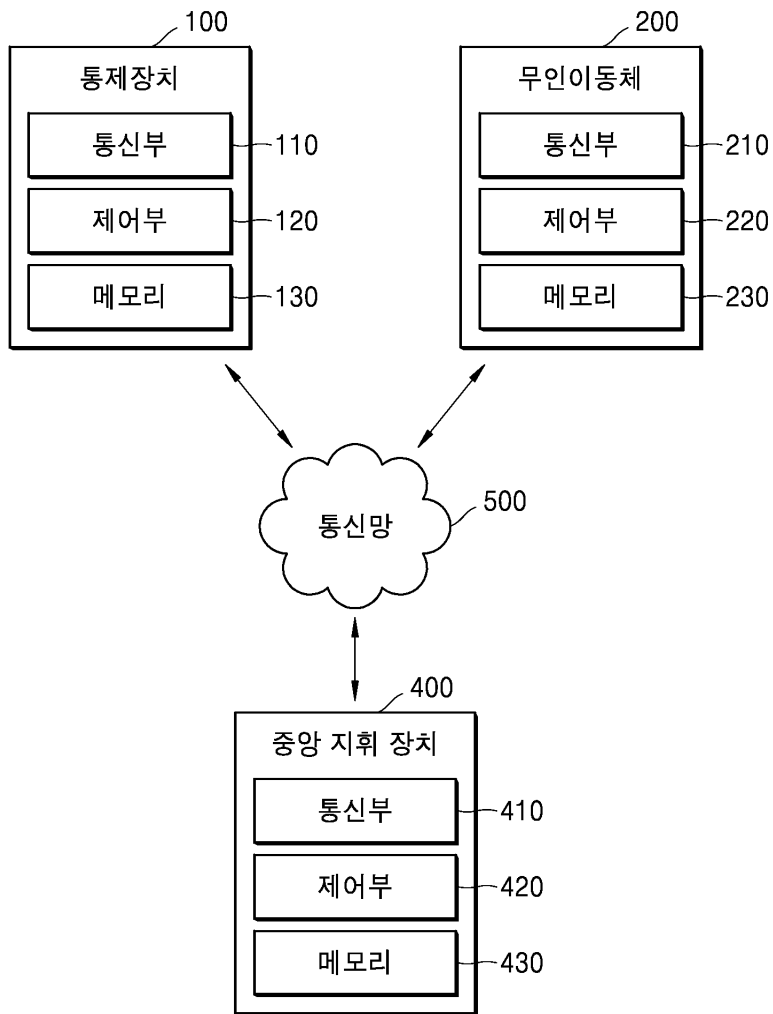 100
통제장치
통신부
110
제어부
120
메모리
130
200
무인이동체
통신부
210
제어부
220
메모리
230
통신망
500
400
중앙 지휘 장치
통신부
410
제어부
420
메모리
430